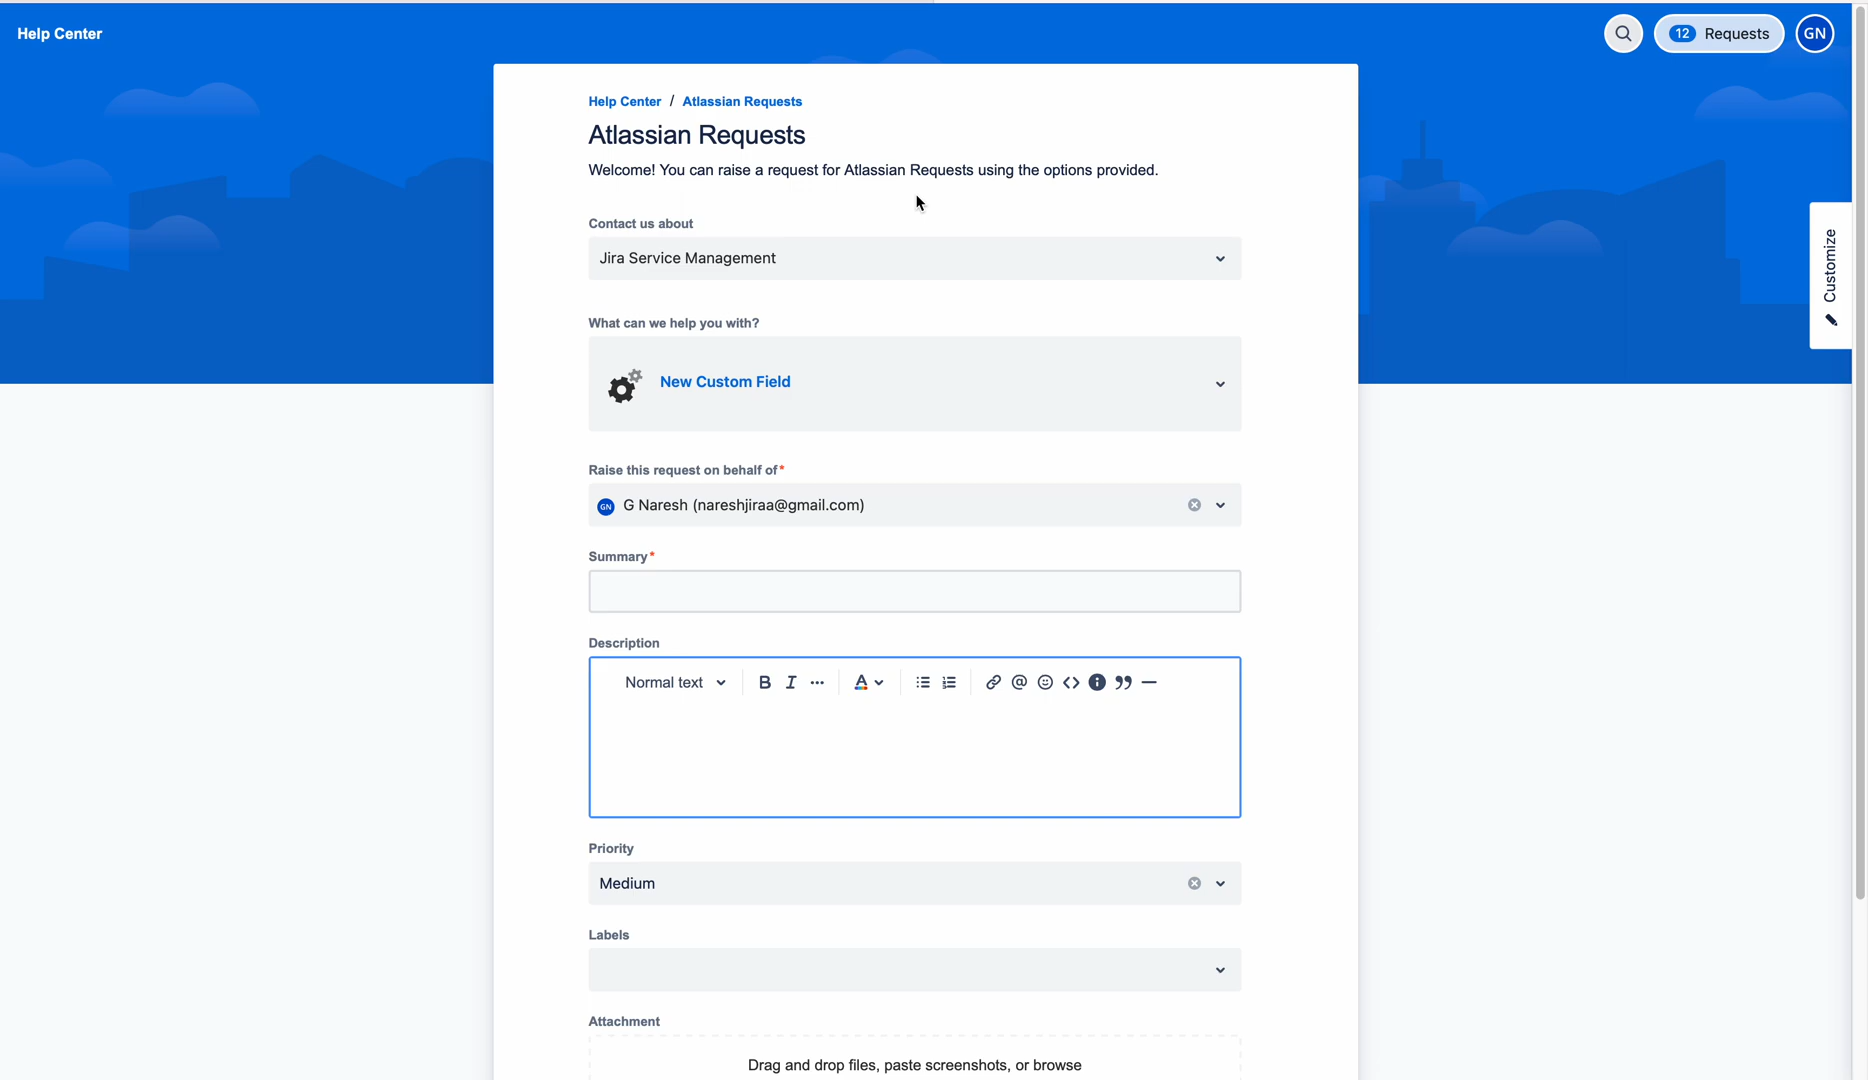 Help Center
12 Requests
GN
Help Center / Atlassian Requests
Atlassian Requests
Welcome! You can raise a request for Atlassian Requests using the options provided.
Contact us about
Jira Service Management
Customize
What can we help you with?
New Custom Field
Raise this request on behalf of*
GN G Naresh (nareshjiraa@gmail.com)
Summary*
Description
Normal text B I ... A @ <>
Priority
Medium
Labels
Attachment
Drag and drop files, paste screenshots, or browse